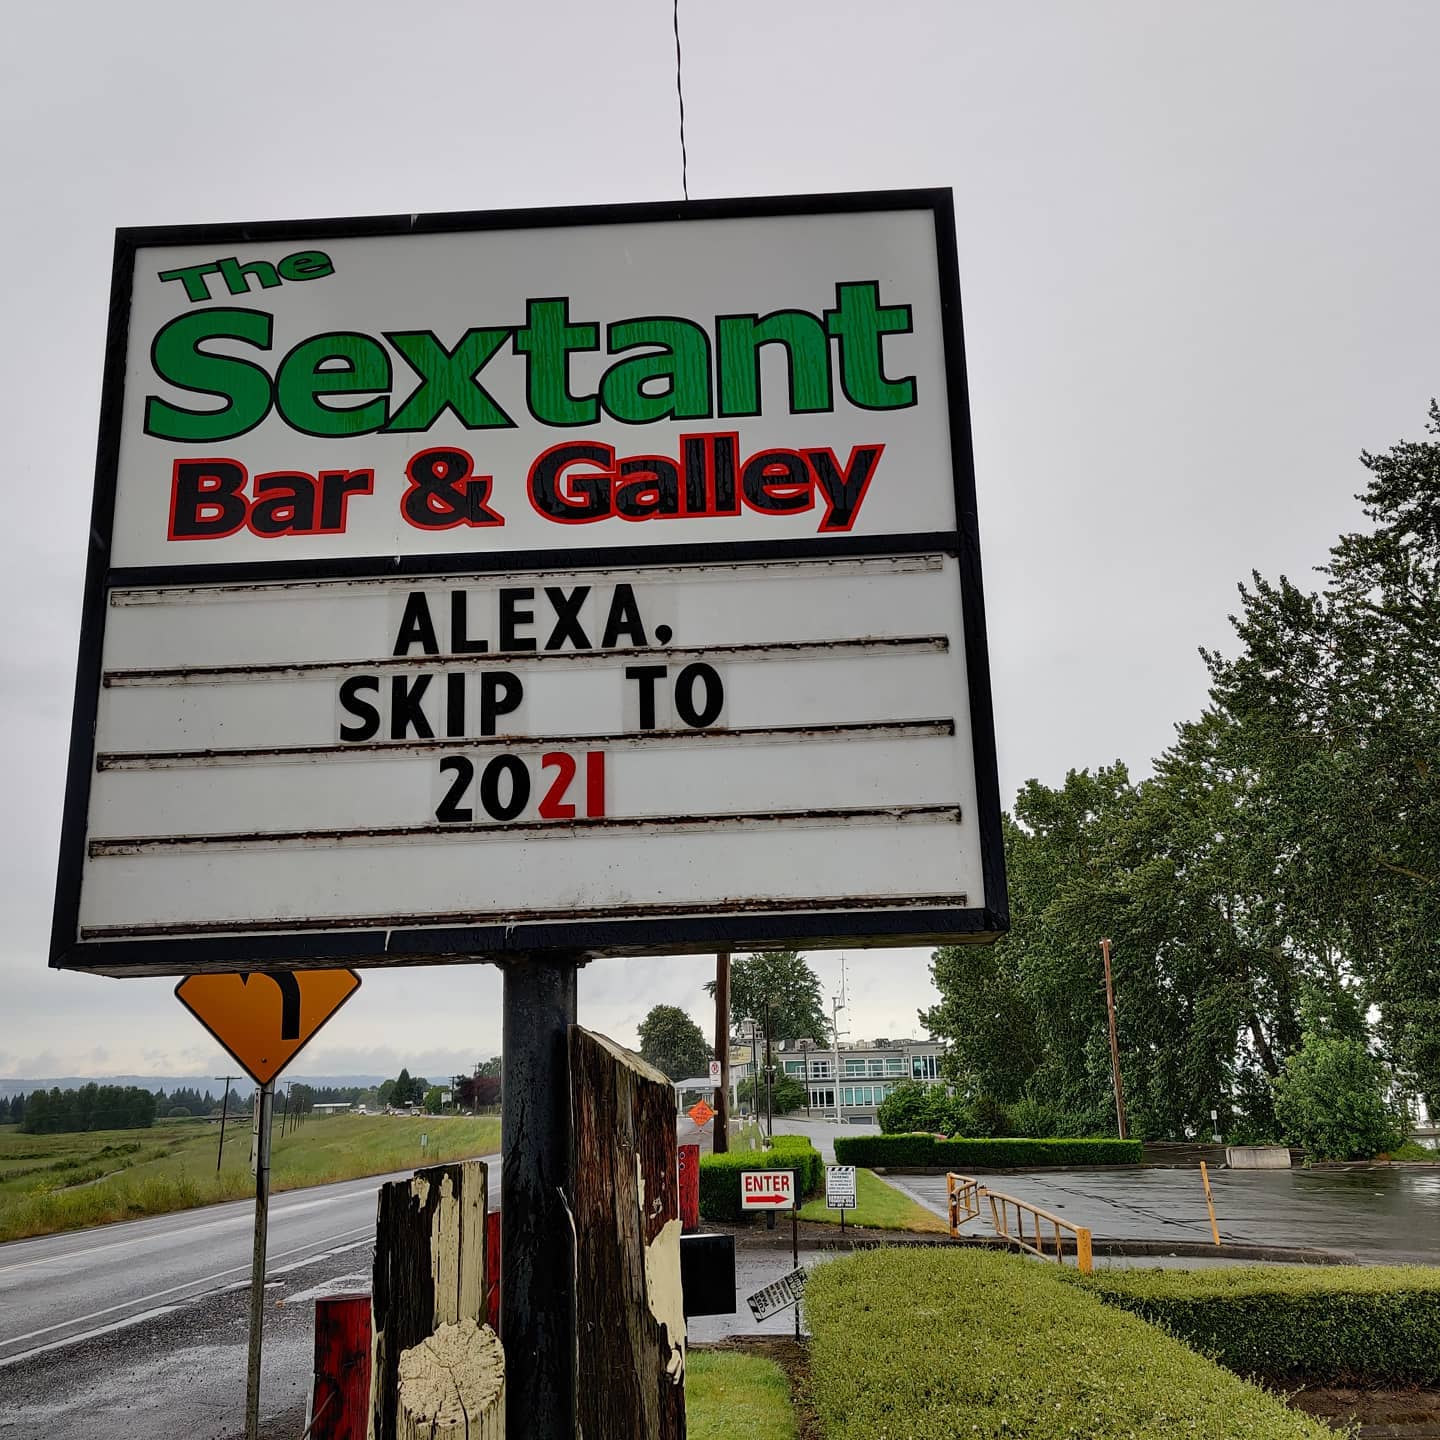 The
Sextant
Bar & Galley
ALEXA,
SKIP TO
2021
ENTER